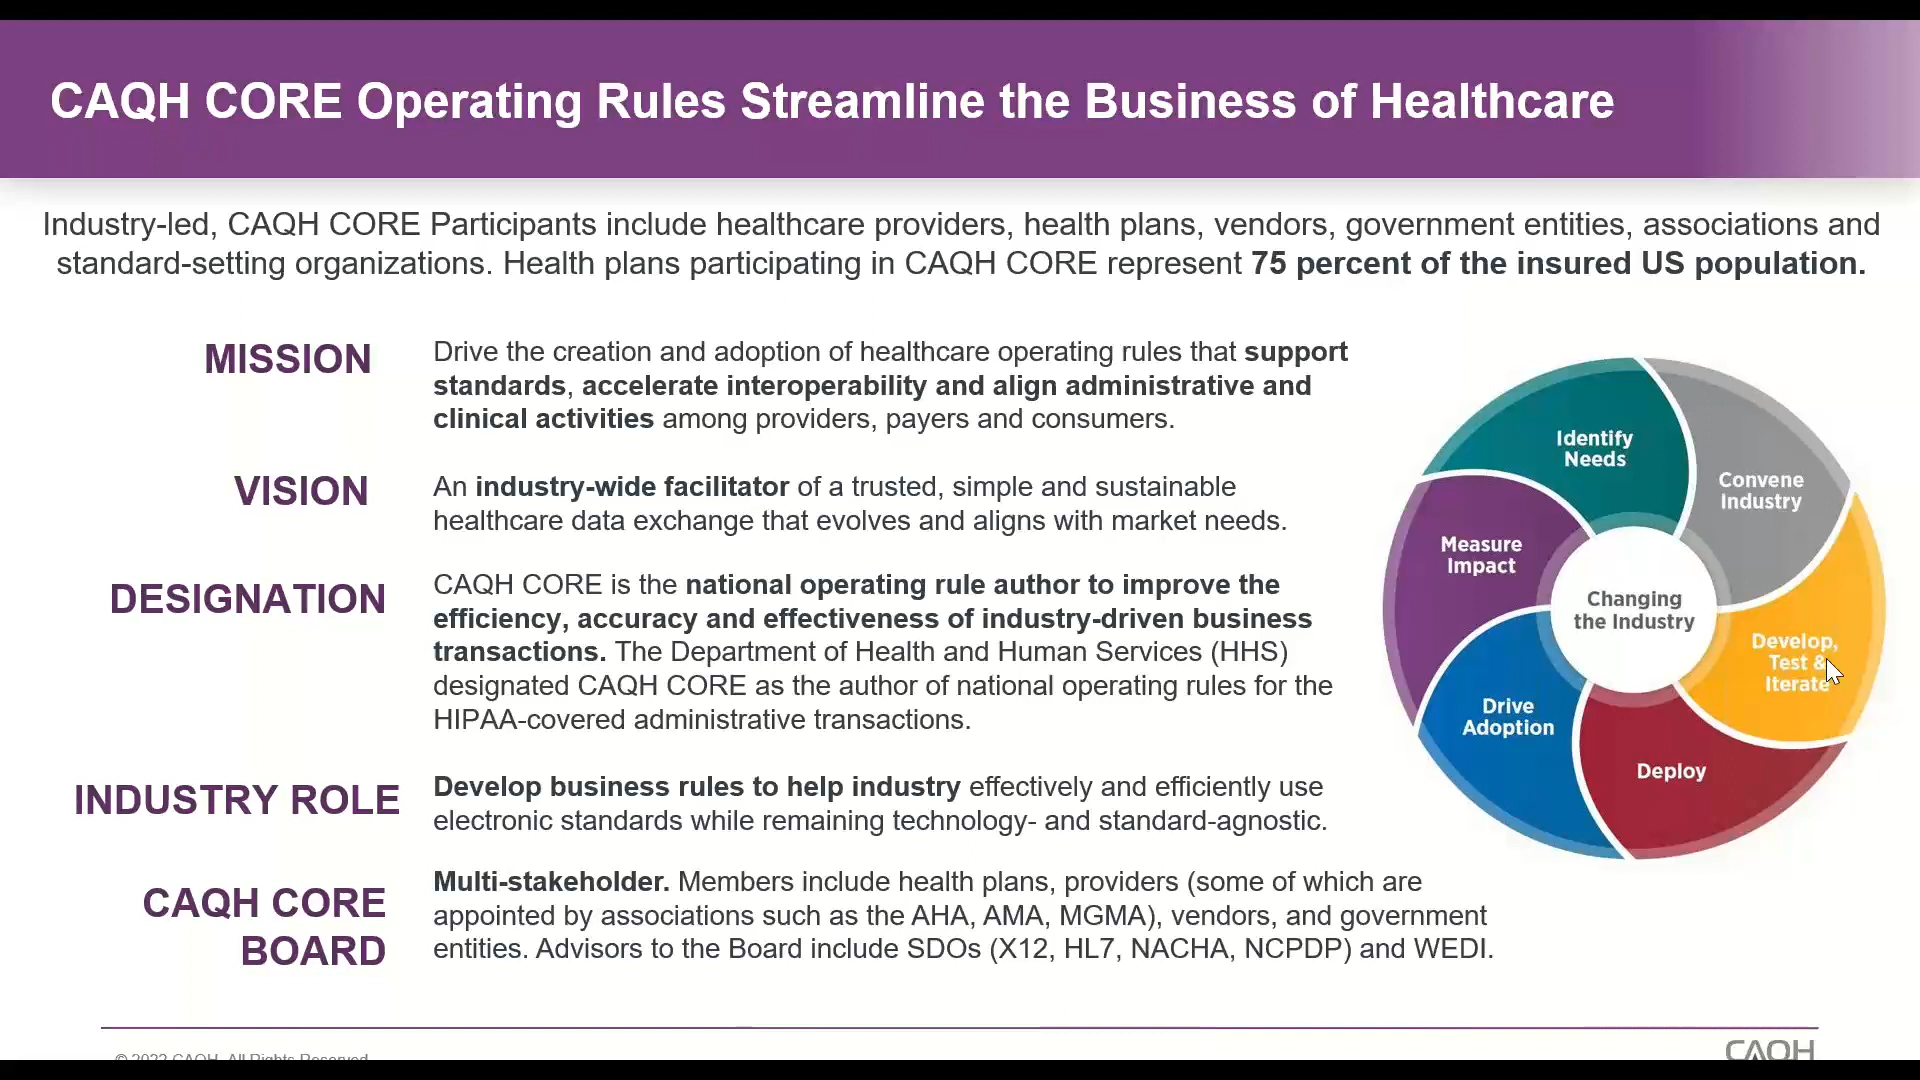 CAQH CORE Operating Rules Streamline the Business of Healthcare
Industry-led, CAQH CORE Participants include healthcare providers, health plans, vendors, government entities, associations and
standard-setting organizations. Health plans participating in CAQH CORE represent 75 percent of the insured US population.
MISSION
Drive the creation and adoption of healthcare operating rules that support
standards, accelerate interoperability and align administrative and
clinical activities among providers, payers and consumers.
VISION
An industry-wide facilitator of a trusted, simple and sustainable
healthcare data exchange that evolves and aligns with market needs.
DESIGNATION
CAQH CORE is the national operating rule author to improve the
efficiency, accuracy and effectiveness of industry-driven business
transactions. The Department of Health and Human Services (HHS)
designated CAQH CORE as the author of national operating rules for the
HIPAA-covered administrative transactions.
INDUSTRY ROLE
Develop business rules to help industry effectively and efficiently use
electronic standards while remaining technology- and standard-agnostic.
CAQH CORE
BOARD
Multi-stakeholder. Members include health plans, providers (some of which are
appointed by associations such as the AHA, AMA, MGMA), vendors, and government
entities. Advisors to the Board include SDOs (X12, HL7, NACHA, NCPDP) and WEDI.
Identify
Needs
Convene
Industry
Develop,
Test &
Iterate
Deploy
Drive
Adoption
Measure
Impact
Changing
the Industry
© 2022 CAQH, All Rights Reserved.
CAQH